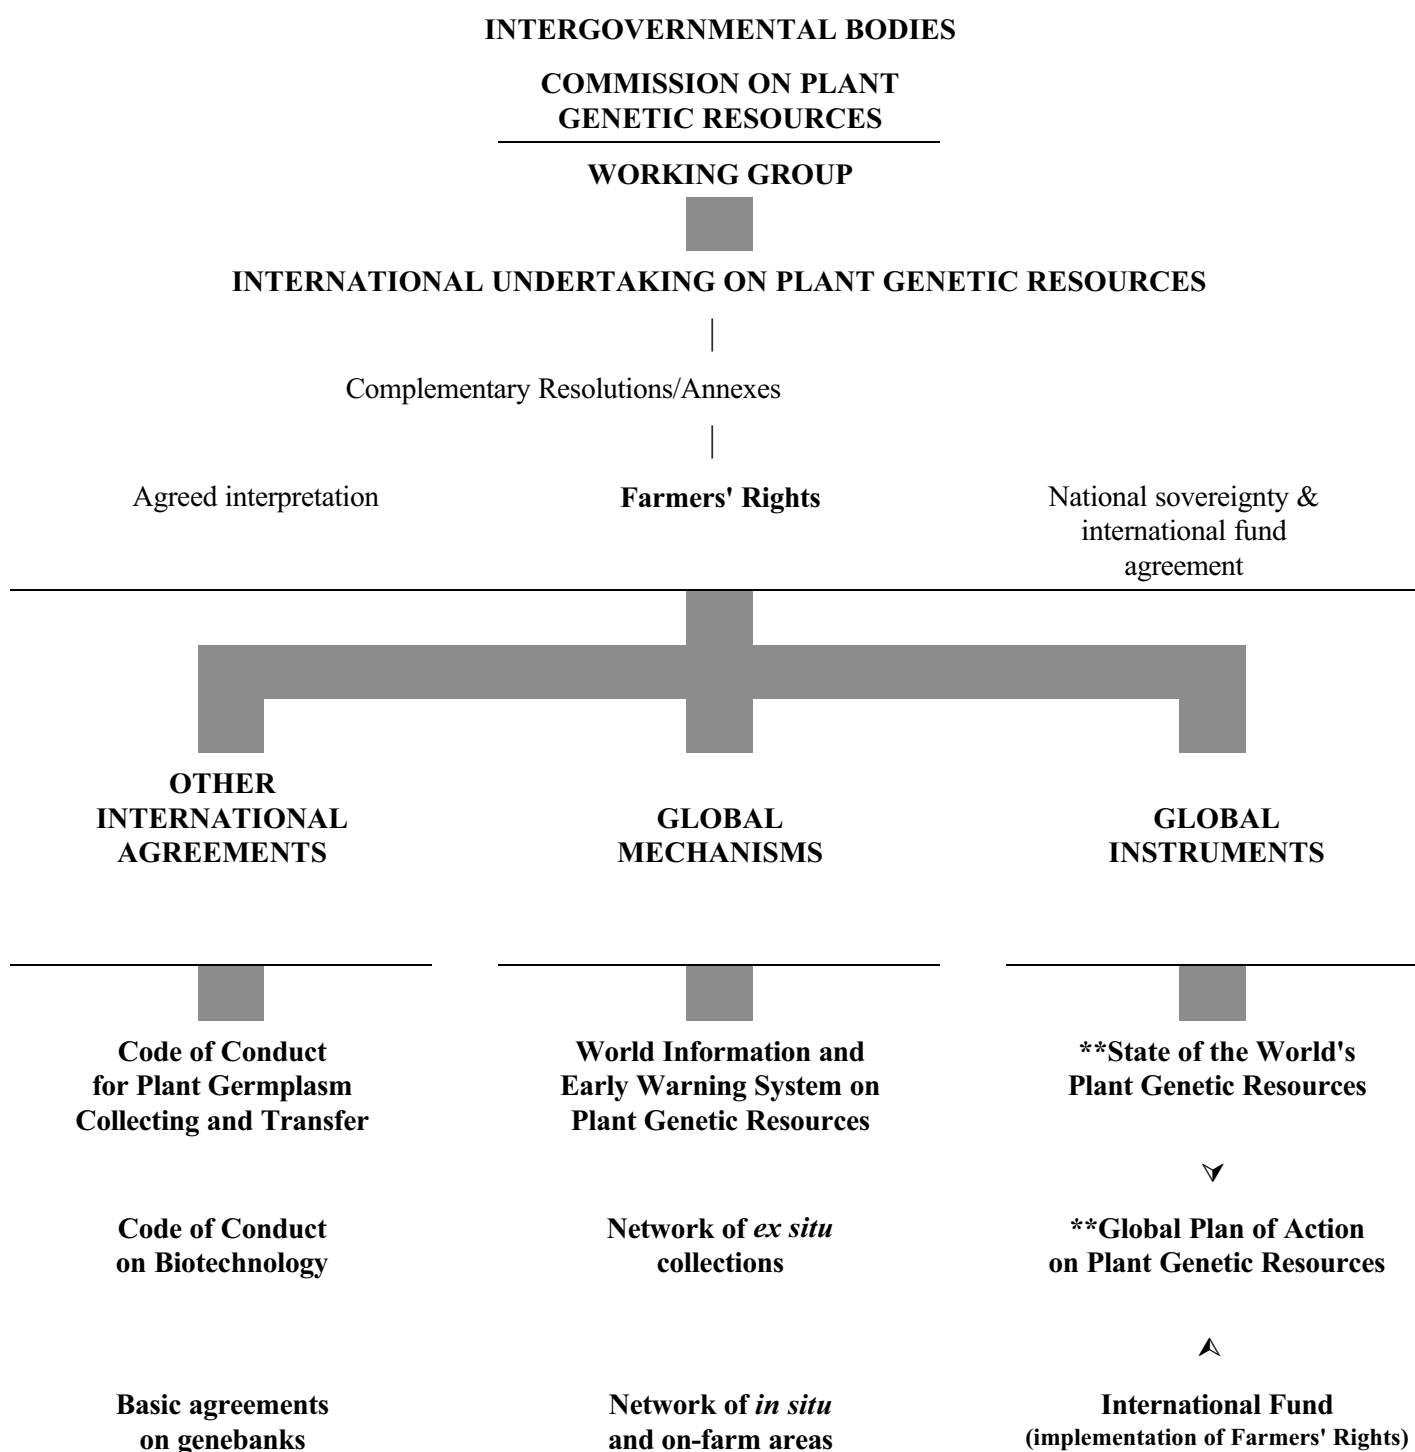 INTERGOVERNMENTAL BODIES
COMMISSION ON PLANT
GENETIC RESOURCES
WORKING GROUP
INTERNATIONAL UNDERTAKING ON PLANT GENETIC RESOURCES
Complementary Resolutions/Annexes
Agreed interpretation
Farmers' Rights
National sovereignty &
international fund
agreement
OTHER
INTERNATIONAL
AGREEMENTS
GLOBAL
MECHANISMS
GLOBAL
INSTRUMENTS
Code of Conduct
for Plant Germplasm
Collecting and Transfer
World Information and
Early Warning System on
Plant Genetic Resources
**State of the World's
Plant Genetic Resources
Code of Conduct
on Biotechnology
Network of ex situ
collections
**Global Plan of Action
on Plant Genetic Resources
Basic agreements
on genebanks
Network of in situ
and on-farm areas
International Fund
(implementation of Farmers' Rights)